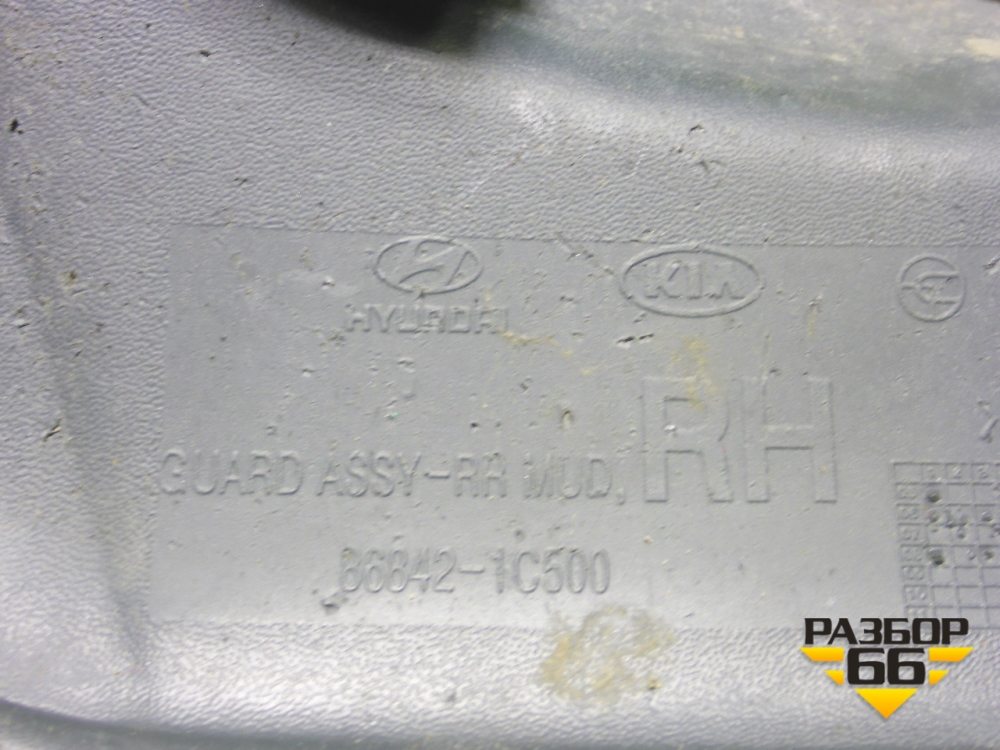 HYUNDAI
KIA
RH
GUARD ASSY-RR MUD,
86842-1C500
РАЗБОР
66